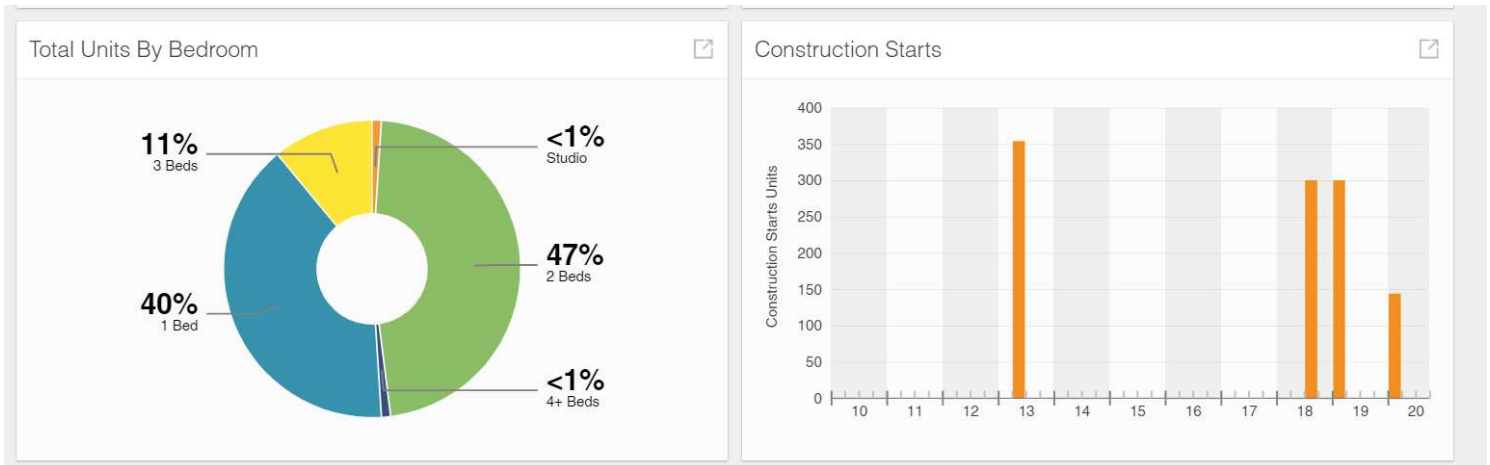 Total Units By Bedroom
11%
3 Beds
<1%
Studio
47%
2 Beds
40%
1 Bed
<1%
4+ Beds
Construction Starts
Construction Starts Units
400
350
300
250
200
150
100
50
0
10 11 12 13 14 15 16 17 18 19 20